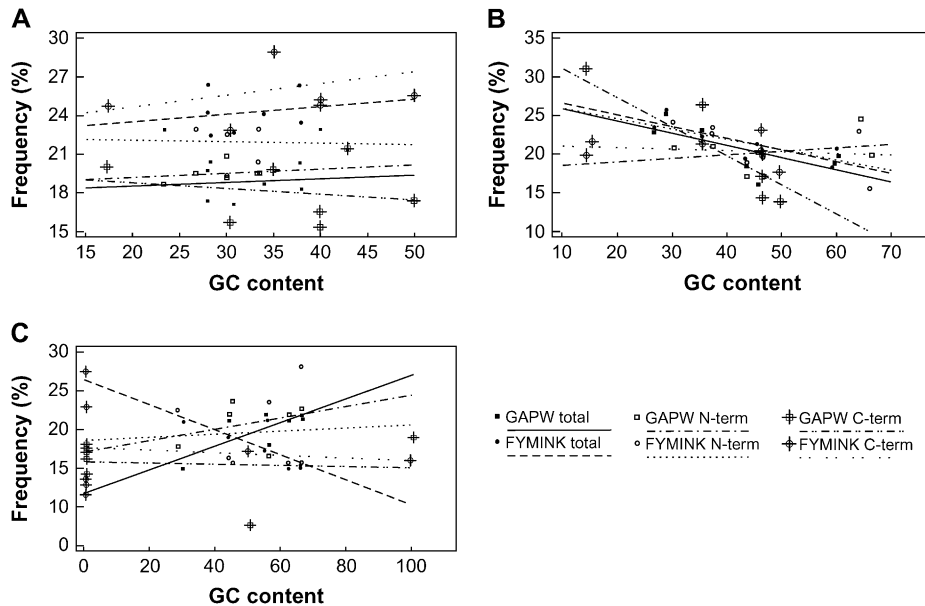 A
B
30
27
24
21
18
15
Frequency (%)
15 20 25 30 35 40 45 50
GC content
35
30
25
20
15
10
Frequency (%)
10 20 30 40 50 60 70
GC content
C
30
25
20
15
10
0
Frequency (%)
0 20 40 60 80 100
GC content
GAPW total
GAPW N-term
GAPW C-term
FYMINK total
FYMINK N-term
FYMINK C-term